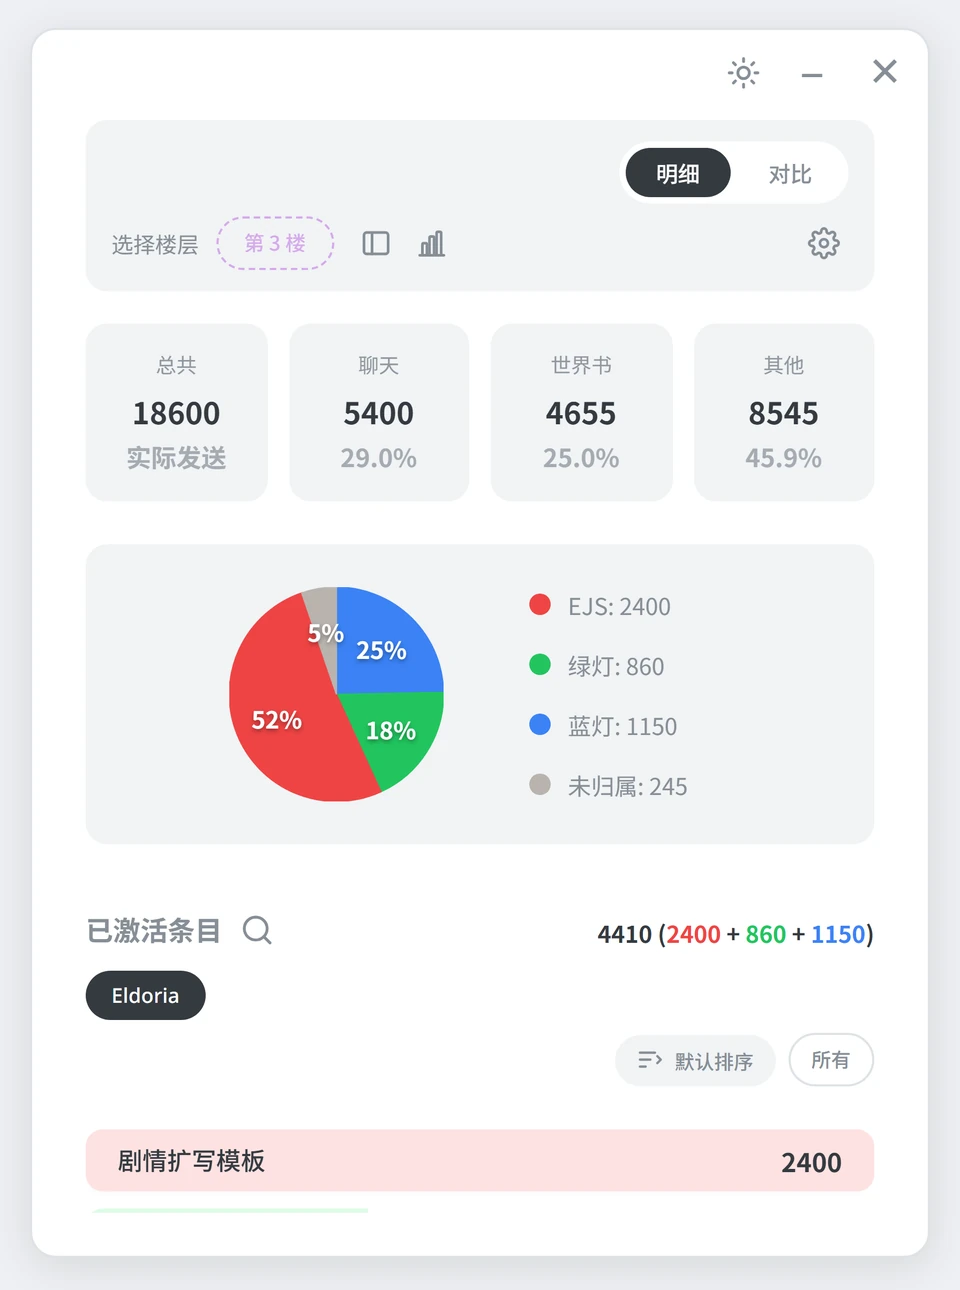 明细 对比
选择楼层 第 3 楼
总共 聊天 世界书 其他
18600 5400 4655 8545
实际发送 29.0% 25.0% 45.9%
EJS: 2400
绿灯: 860
蓝灯: 1150
未归属: 245
5%
25%
52%
18%
已激活条目 4410 (2400 + 860 + 1150)
Eldoria
默认排序 所有
剧情扩写模板 2400